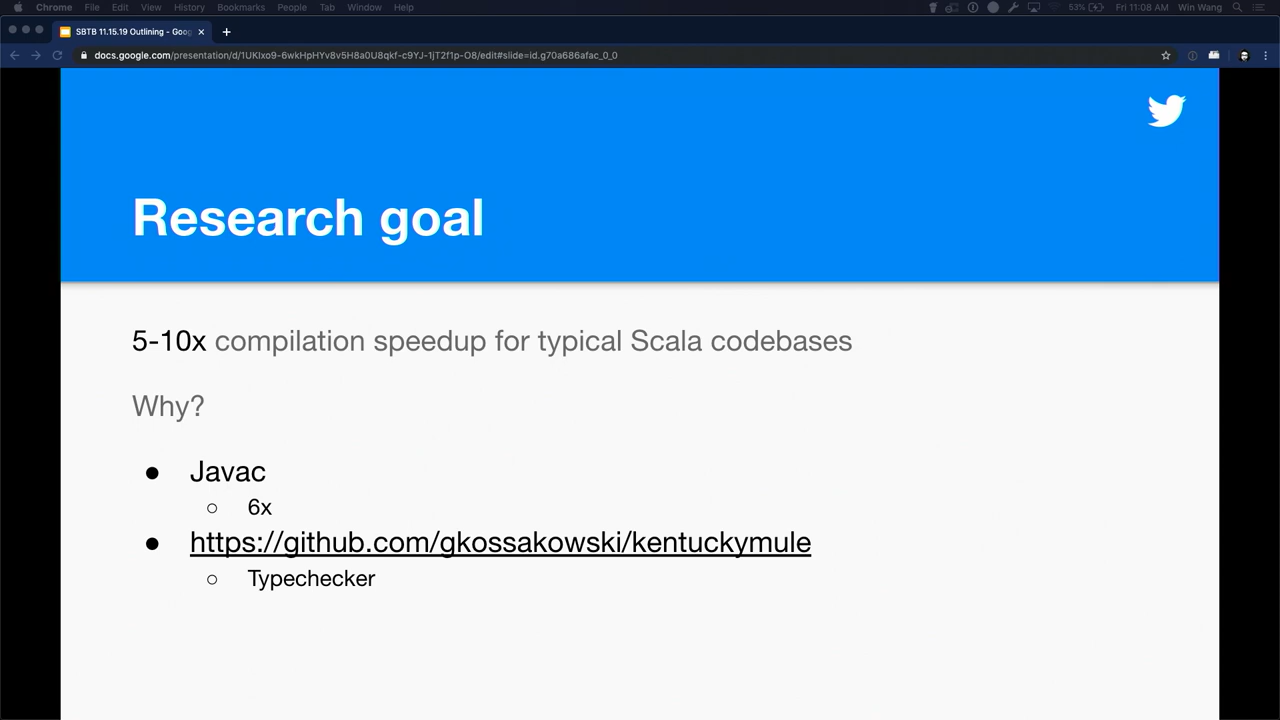 Chrome File Edit View History Bookmarks People Tab Window Help 53% Fri 11:08 AM Win Wang
SBTB 11.15.19 Outlining - Goog
docs.google.com/presentation/d/1UKIxo9-6wkHpHYv8v5H8a0U8qkf-c9YJ-1jT2f1p-O8/edit#slide=id.g70a686afac_0_0
Research goal
5-10x compilation speedup for typical Scala codebases
Why?
● Javac
○ 6x
● https://github.com/gkossakowski/kentuckymule
○ Typechecker